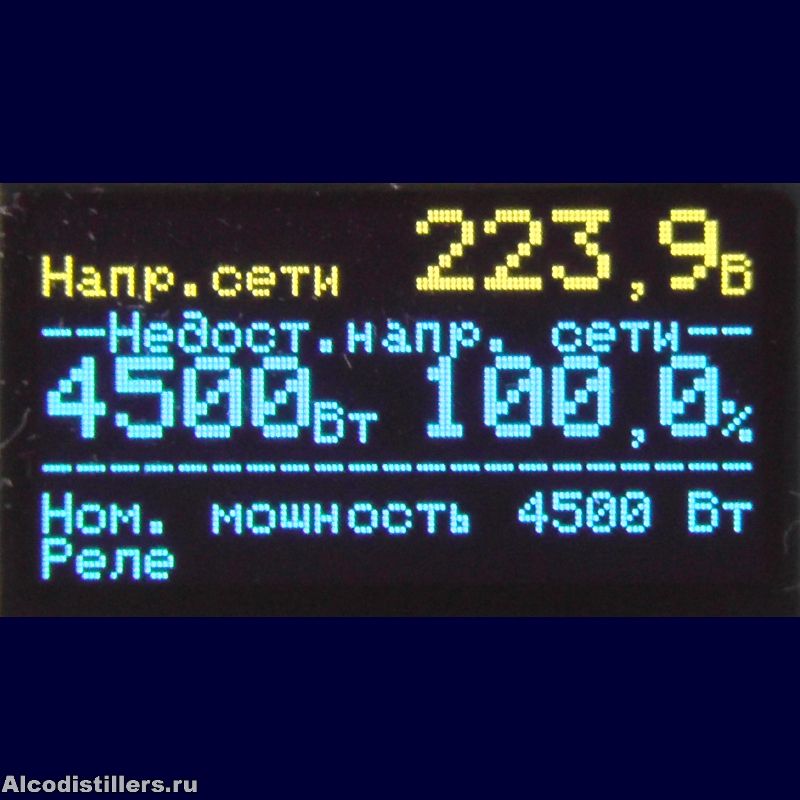 Напр.сети 223,9В
--Недост.напр. сети--
4500Вт 100,0%
---------------------
Ном. мощность 4500 Вт
Реле
Alcodistillers.ru